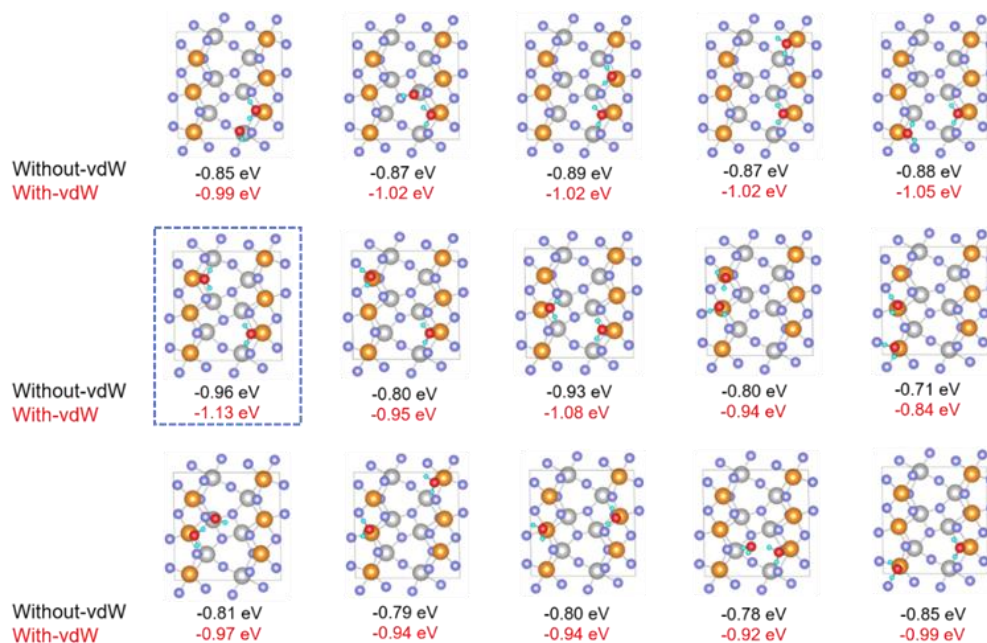 Without-vdW -0.85 eV -0.87 eV -0.89 eV -0.87 eV -0.88 eV
With-vdW -0.99 eV -1.02 eV -1.02 eV -1.02 eV -1.05 eV
Without-vdW -0.96 eV -0.80 eV -0.93 eV -0.80 eV -0.71 eV
With-vdW -1.13 eV -0.95 eV -1.08 eV -0.94 eV -0.84 eV
Without-vdW -0.81 eV -0.79 eV -0.80 eV -0.78 eV -0.85 eV
With-vdW -0.97 eV -0.94 eV -0.94 eV -0.92 eV -0.99 eV